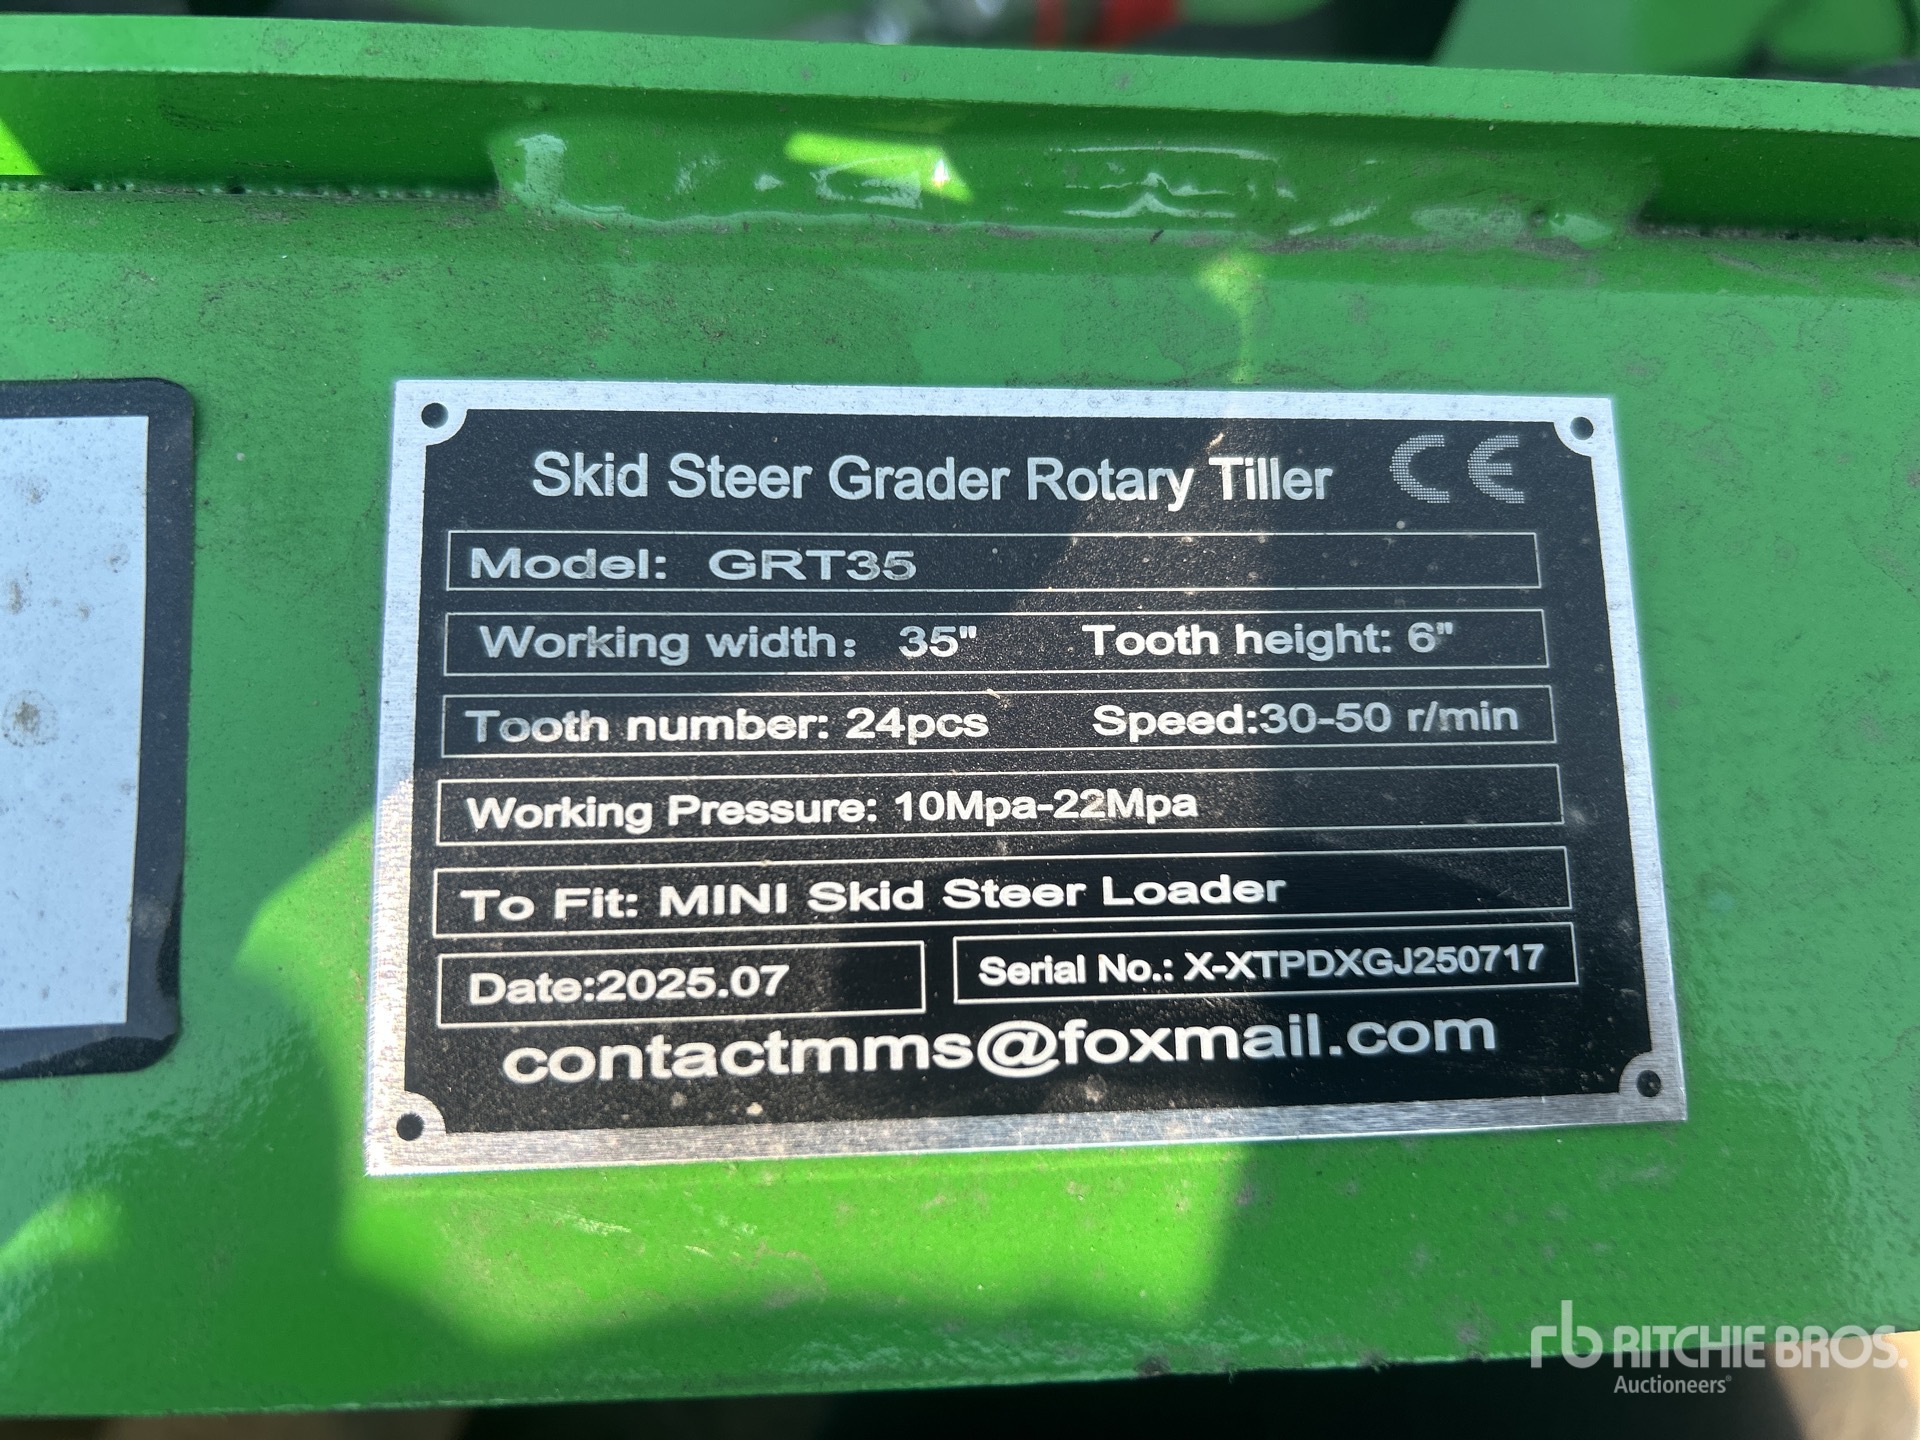 Skid Steer Grader Rotary Tiller CE
Model: GRT35
Working width: 35" Tooth height: 6"
Tooth number: 24pcs Speed:30-50 r/min
Working Pressure: 10Mpa-22Mpa
To Fit: MINI Skid Steer Loader
Date:2025.07 Serial No.: X-XTPDXGJ250717
contactmms@foxmail.com
rb RITCHIE BROS.
Auctioneers®